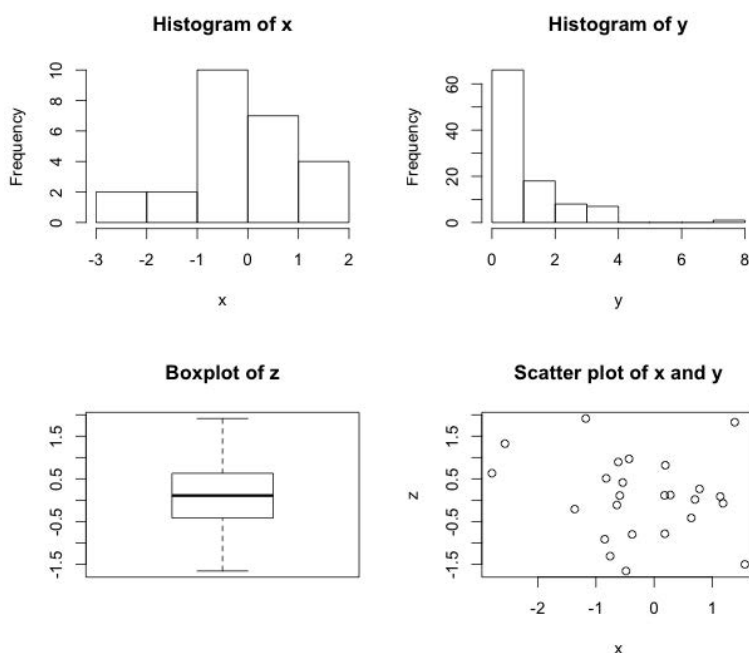 Histogram of x
Frequency
10
8
6
4
2
0
-3 -2 -1 0 1 2
x
Histogram of y
Frequency
60
20
0
0 2 4 6 8
y
Boxplot of z
1.5
0.5
-0.5
-1.5
Scatter plot of x and y
z
1.5
0.5
-0.5
-1.5
-2 -1 0 1
x